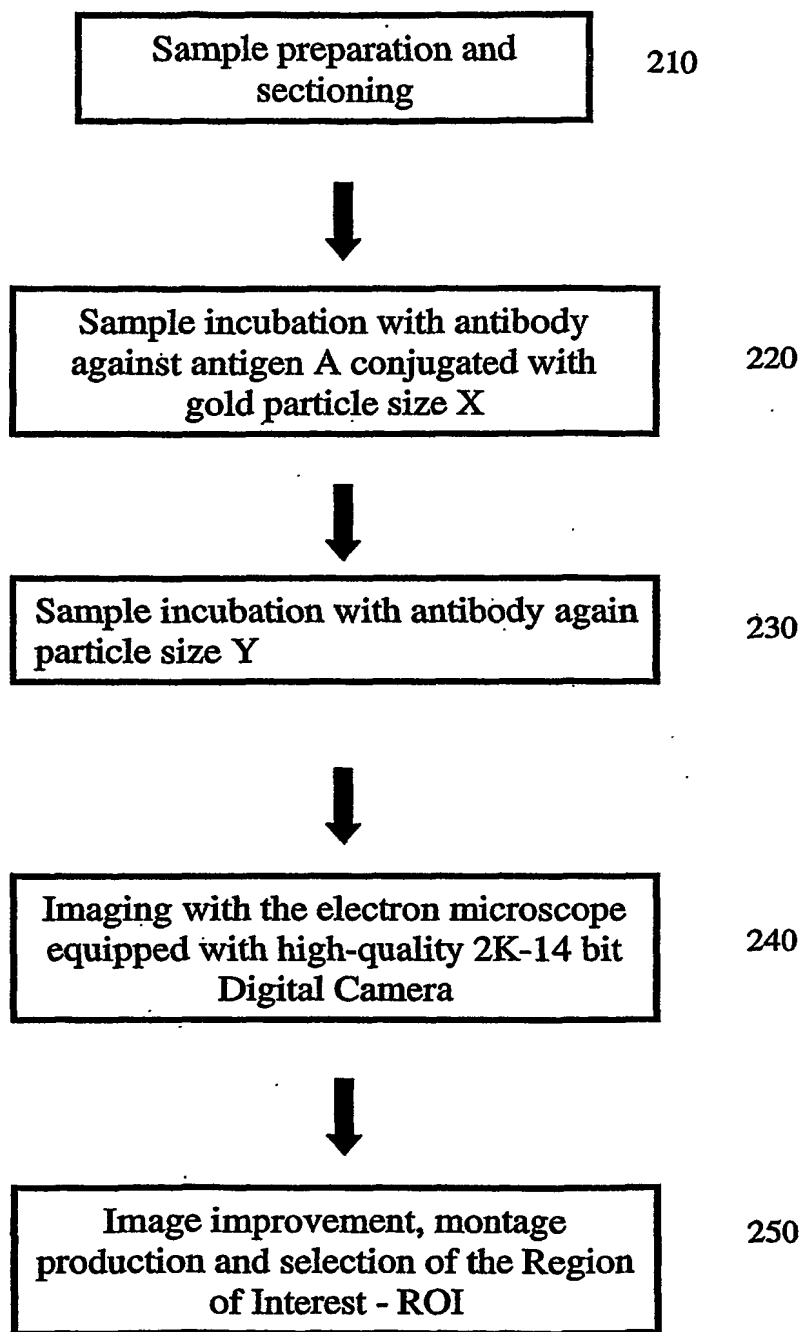 Sample preparation and
sectioning
210
Sample incubation with antibody
against antigen A conjugated with
gold particle size X
220
Sample incubation with antibody again
particle size Y
230
Imaging with the electron microscope
equipped with high-quality 2K-14 bit
Digital Camera
240
Image improvement, montage
production and selection of the Region
of Interest - ROI
250